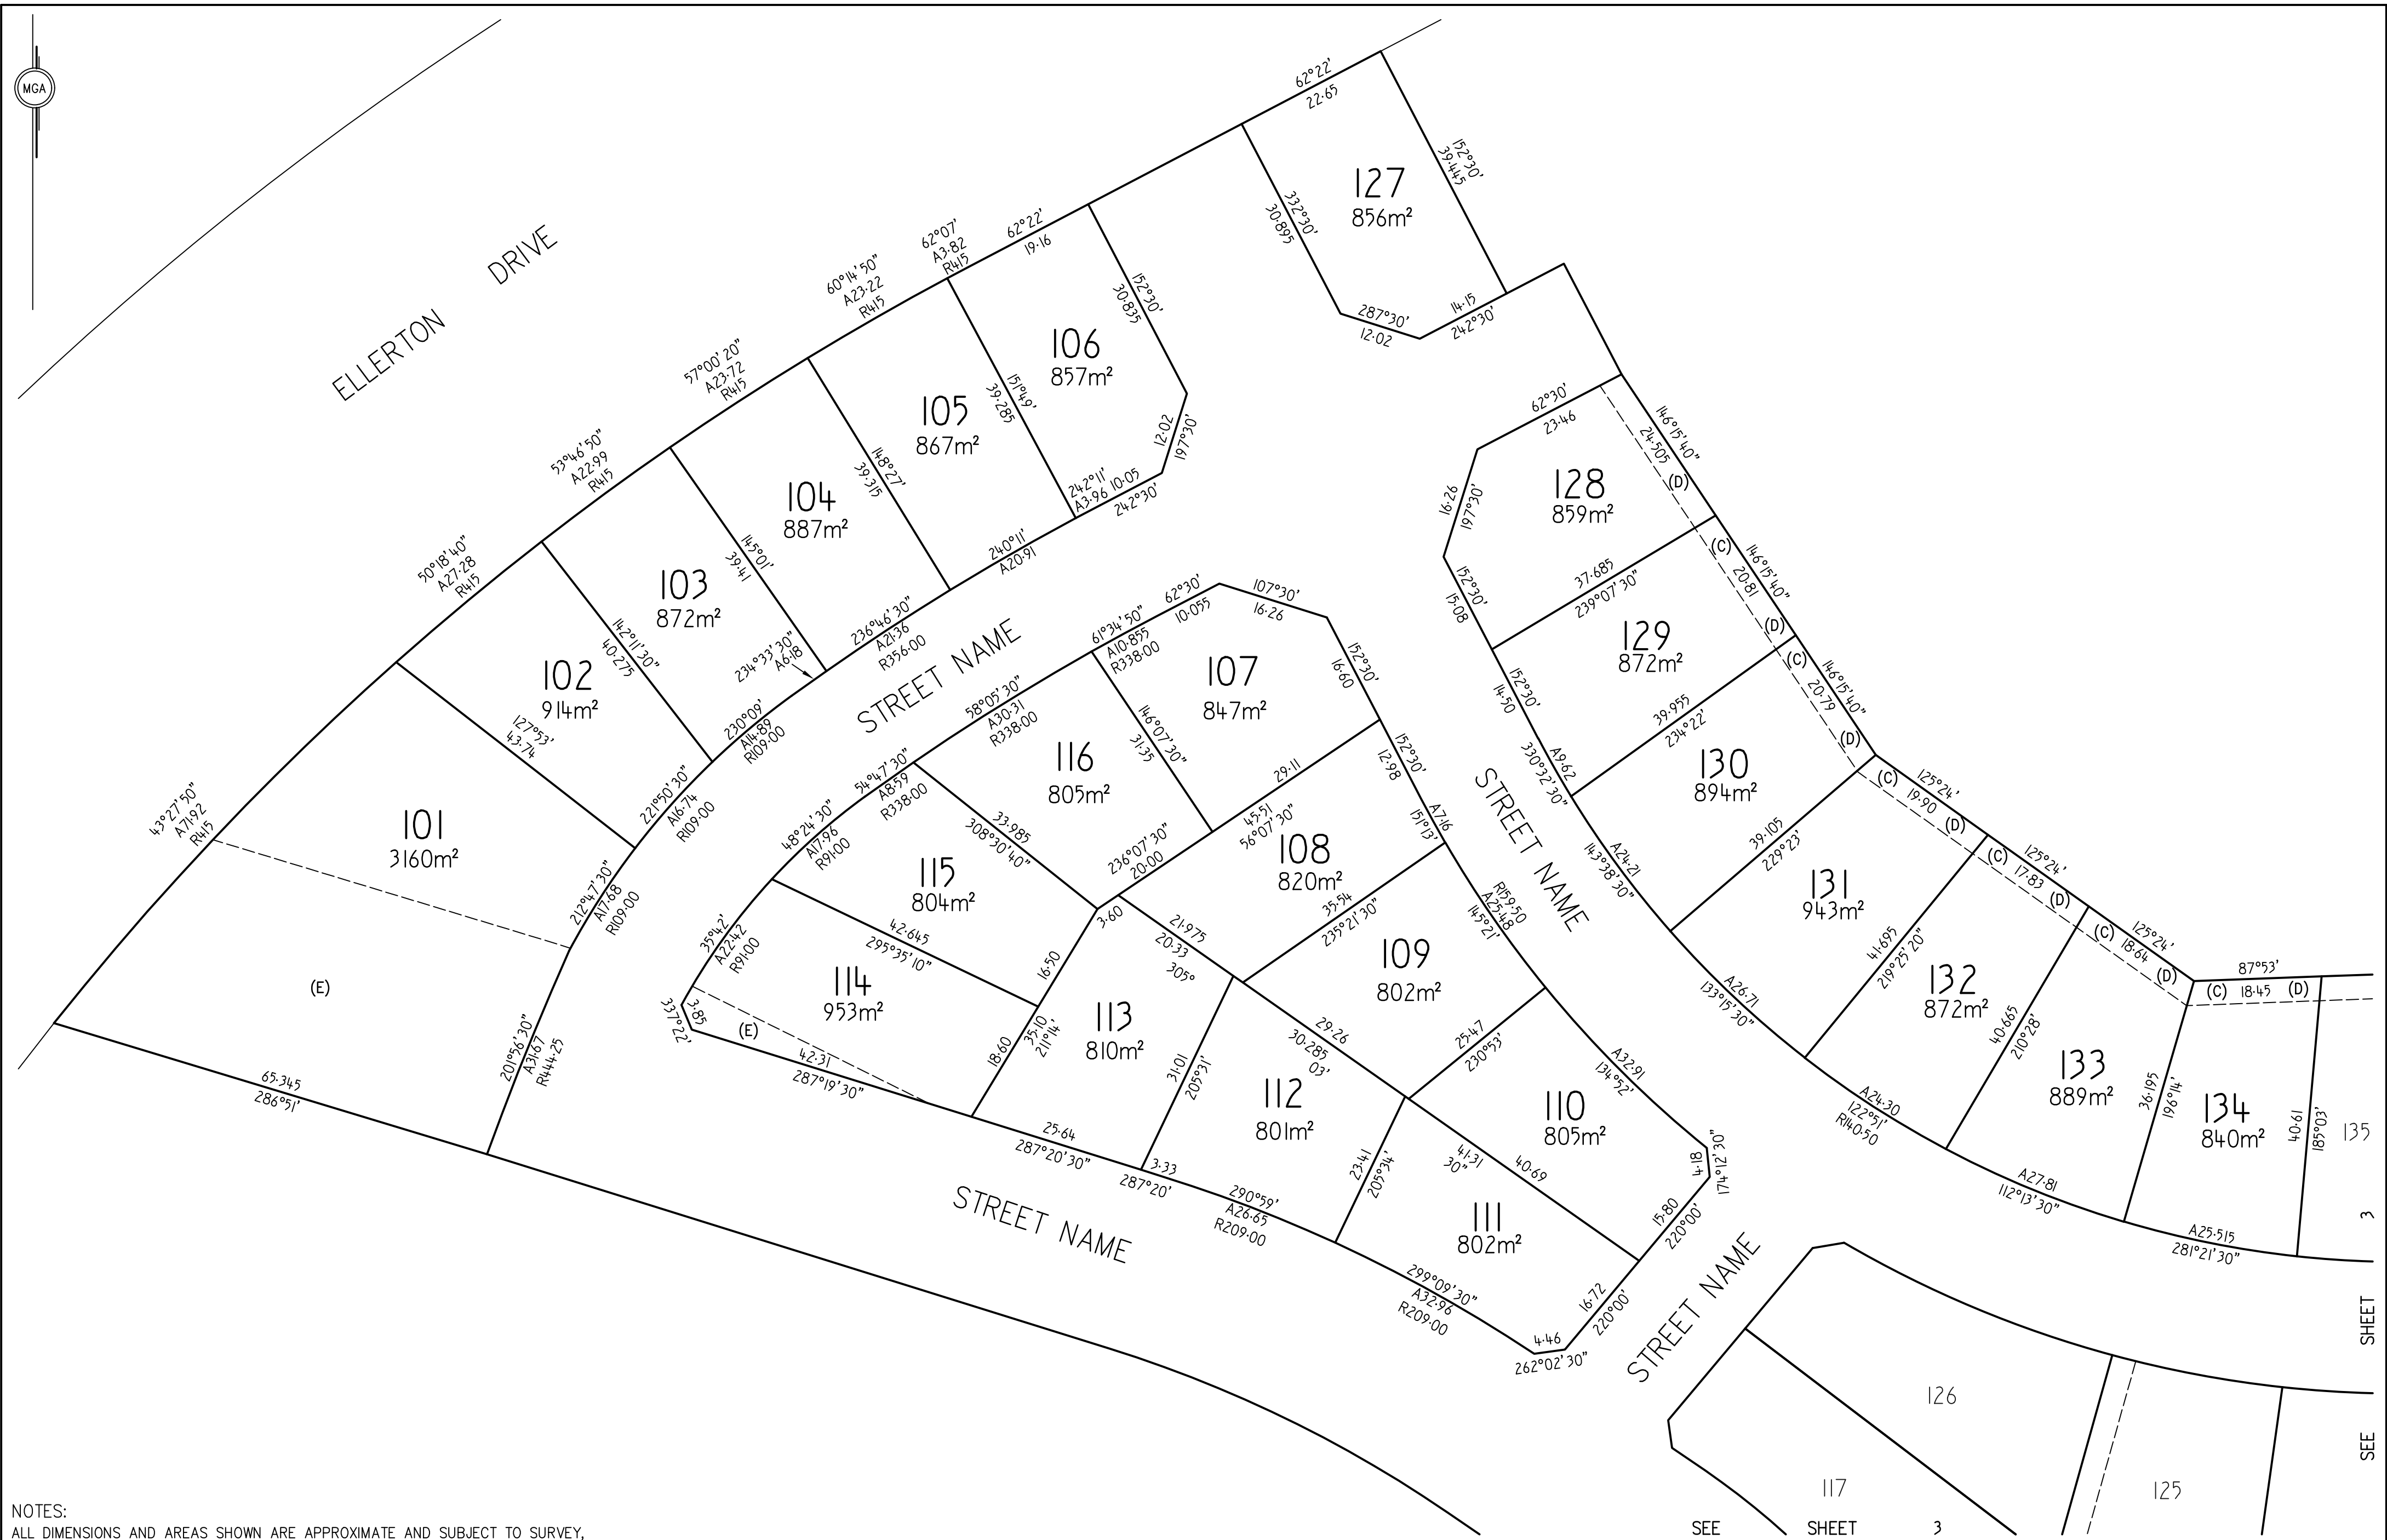 MGA
ELLERTON DRIVE
62°22'
22·65
152°30'
39·445
127
856m²
332°30'
30·895
287°30'
12·02
14·15
242°30'
62°22'
19·16
62°07'
A3·82
R415
60°14'50"
A23·22
R415
57°00'20"
A23·72
R415
53°46'50"
A22·99
R415
50°18'40"
A27·28
R415
43°27'50"
A71·92
R415
106
857m²
152°30'
30·835
12·02
197°30'
151°49'
39·285
242°11'
A3·96
10·05
242°30'
105
867m²
148°27'
39·315
240°11'
A20·91
104
887m²
145°01'
39·41
236°46'30"
A21·36
R356·00
234°33'30"
A6·18
103
872m²
142°11'30"
40·275
230°09'
A14·89
R109·00
102
914m²
127°53'
43·74
221°50'30"
A16·74
R109·00
101
3160m²
212°47'30"
A17·68
R109·00
(E)
201°56'30"
A31·67
R444·25
65·345
286°51'
STREET NAME
62°30'
10·055
107°30'
16·26
61°34'50"
A10·855
R338·00
107
847m²
152°30'
16·60
146°07'30"
31·35
29·11
45·51
56°07'30"
58°05'30"
A30·31
R338·00
116
805m²
54°47'30"
A8·59
R338·00
48°24'30"
A17·96
R91·00
33·985
308°30'40"
236°07'30"
20·00
115
804m²
3·60
42·645
295°35'10"
16·50
35°42'
A22·42
R91·00
114
953m²
3·85
337°22'
(E)
42·31
287°19'30"
18·60
35·10
211°14'
108
820m²
152°30'
12·98
A7·16
151°13'
21·975
20·33
305°
35·54
235°21'30"
R159·50
A25·48
145°21'
109
802m²
113
810m²
31·01
205°31'
25·64
287°20'30"
29·26
30·285
03'
25·47
230°53'
112
801m²
3·33
287°20'
290°59'
A26·65
R209·00
23·41
205°34'
110
805m²
A32·91
134°52'
4·18
174°12'30"
41·31
30"
40·69
15·80
220°00'
111
802m²
299°09'30"
A32·96
R209·00
16·72
220°00'
4·46
262°02'30"
STREET NAME
STREET NAME
STREET NAME
62°30'
23·46
146°15'40"
24·505
(D)
128
859m²
16·26
197°30'
152°30'
15·08
37·685
239°07'30"
(C)
20·81
146°15'40"
(D)
129
872m²
152°30'
14·50
A9·62
330°32'30"
39·955
234°22'
(C)
20·79
146°15'40"
(D)
130
894m²
A24·21
143°38'30"
39·105
229°23'
(C)
19·90
(D)
125°24'
131
943m²
A26·71
133°15'30"
41·695
219°25'20"
(C)
17·83
(D)
125°24'
132
872m²
A24·30
122°51'
R140·50
40·665
210°28'
(C)
18·64
(D)
125°24'
133
889m²
A27·81
112°13'30"
36·195
196°14'
87°53'
(C) 18·45 (D)
134
840m²
40·61
185°03'
A25·515
281°21'30"
135
SEE SHEET 3
126
117
125
SEE SHEET 3
NOTES:
ALL DIMENSIONS AND AREAS SHOWN ARE APPROXIMATE AND SUBJECT TO SURVEY,